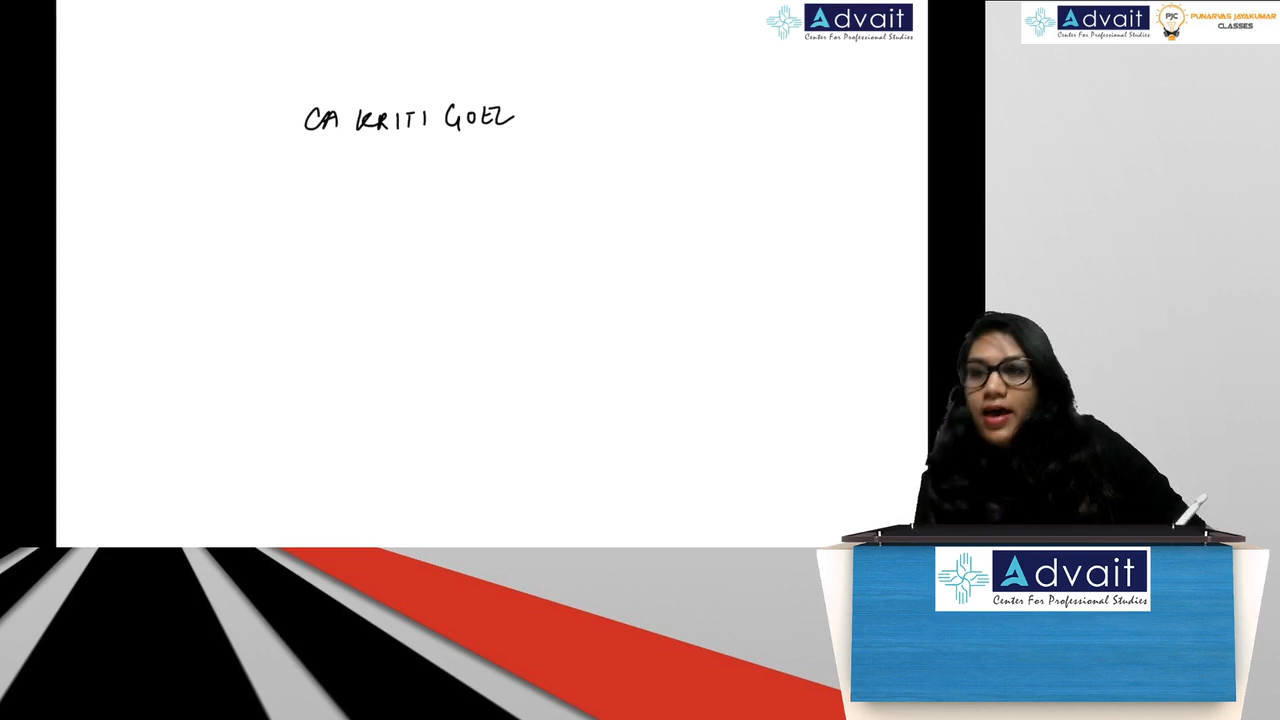 Advait
Center For Professional Studies
Advait
Center For Professional Studies
PJC
PUNARVAS JAYAKUMAR
CLASSES
CA KRITI GOEL
Advait
Center For Professional Studies